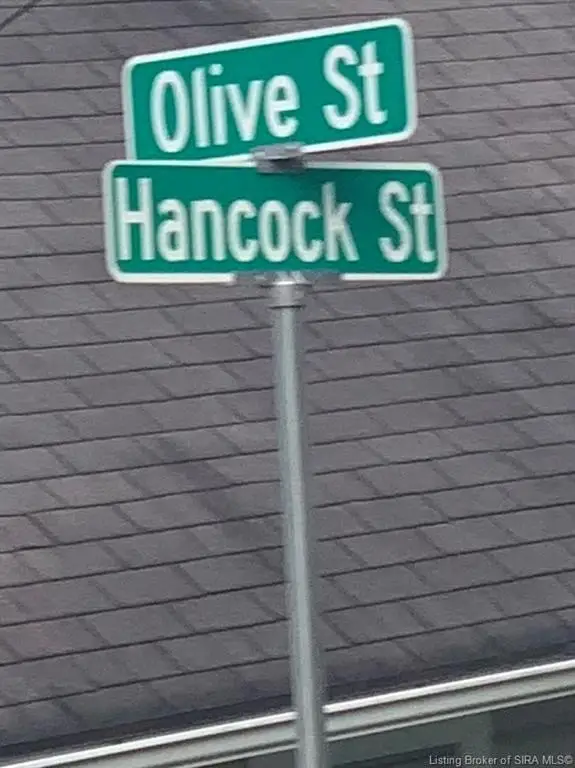 Olive St
Hancock St
Listing Broker of SIRA MLS©